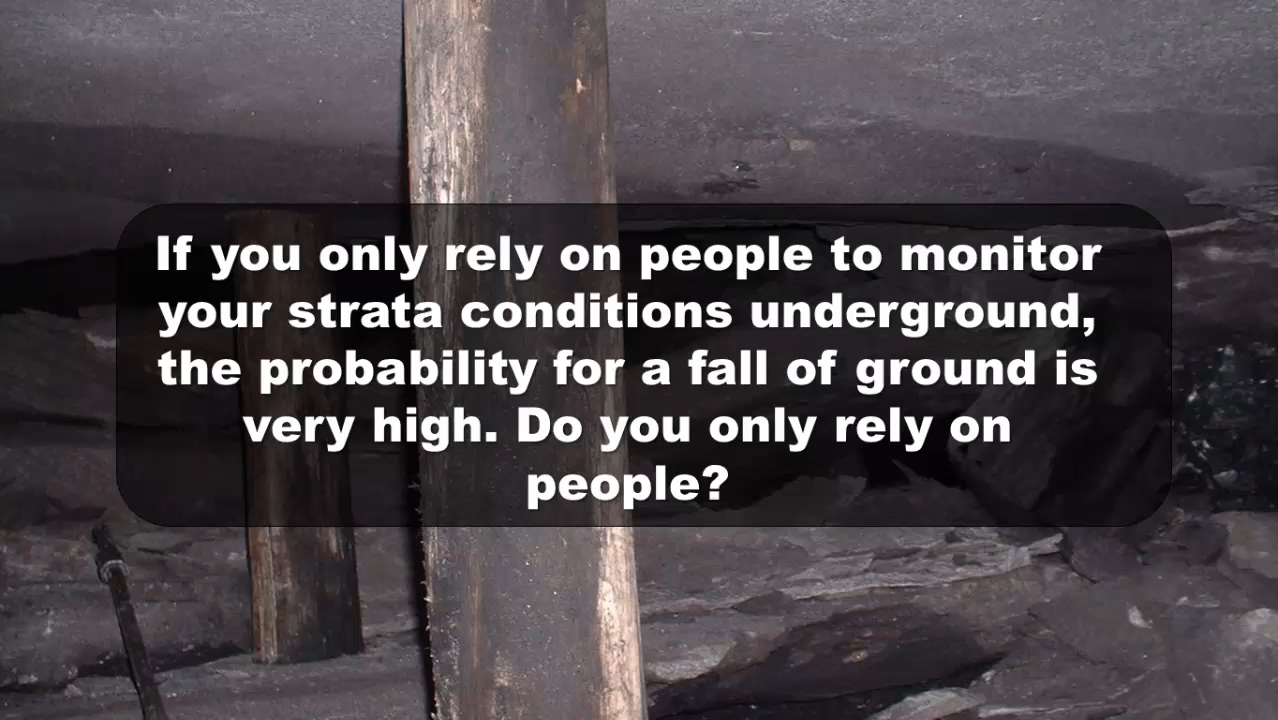 If you only rely on people to monitor
your strata conditions underground,
the probability for a fall of ground is
very high. Do you only rely on
people?